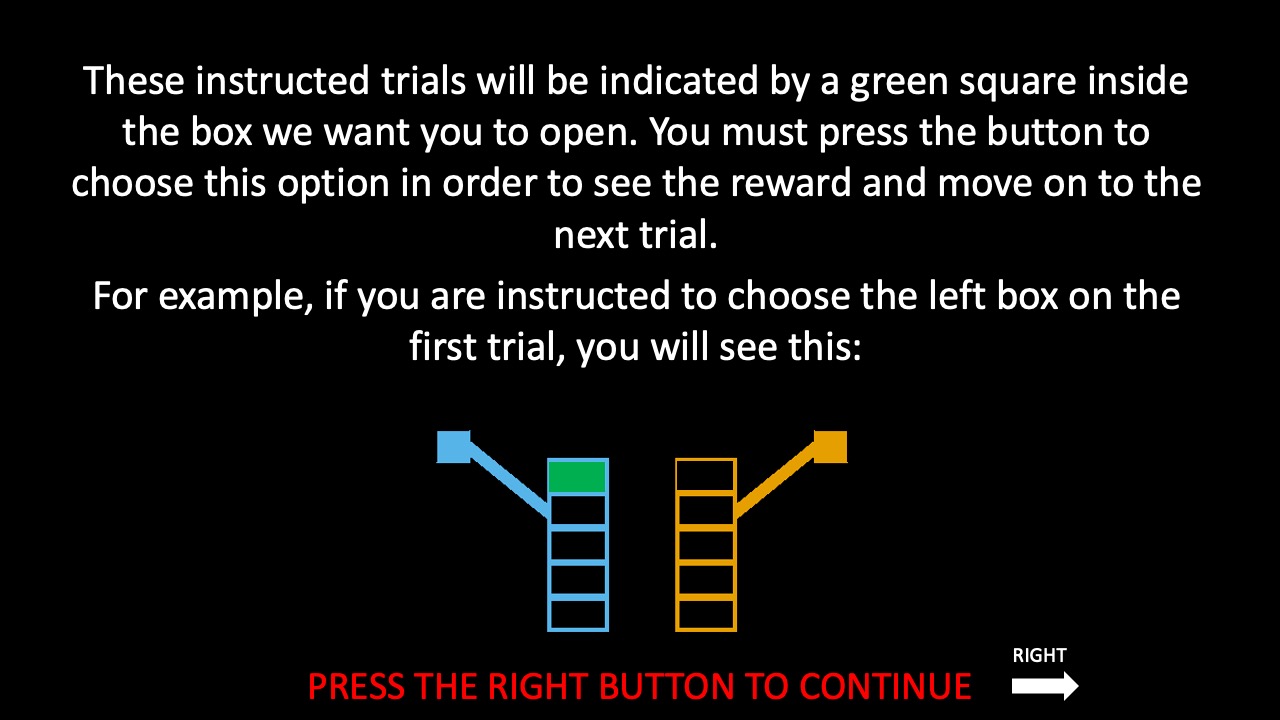 These instructed trials will be indicated by a green square inside
the box we want you to open. You must press the button to
choose this option in order to see the reward and move on to the
next trial.
For example, if you are instructed to choose the left box on the
first trial, you will see this:
RIGHT
PRESS THE RIGHT BUTTON TO CONTINUE